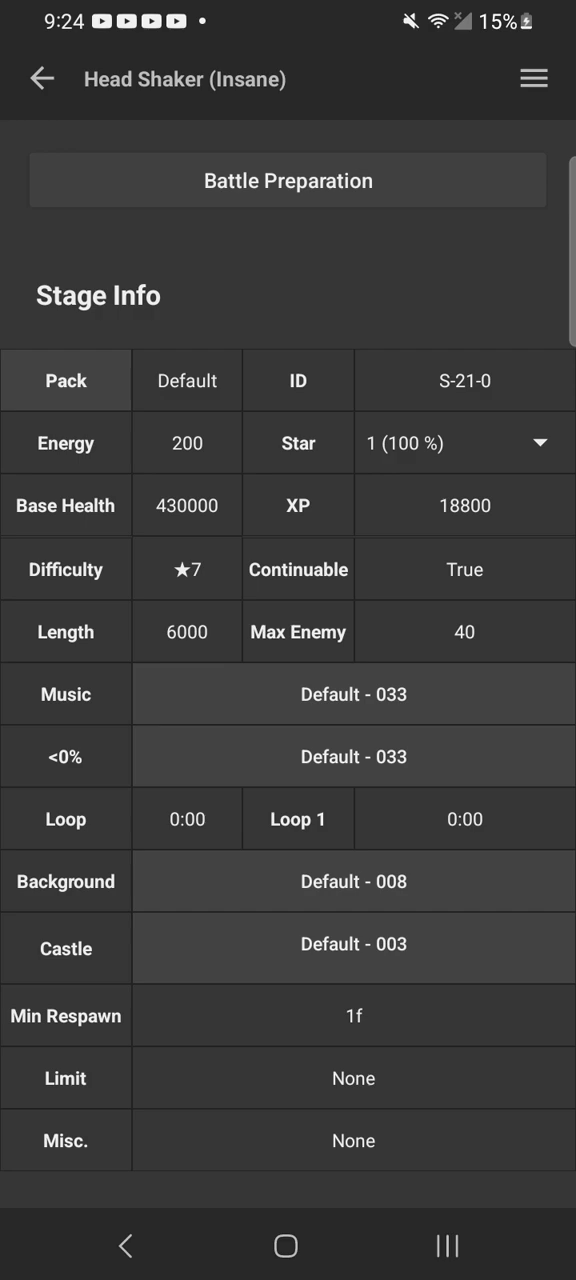 9:24
15%
Head Shaker (Insane)
Battle Preparation
Stage Info
Pack Default ID S-21-0
Energy 200 Star 1 (100 %)
Base Health 430000 XP 18800
Difficulty ★7 Continuable True
Length 6000 Max Enemy 40
Music Default - 033
<0% Default - 033
Loop 0:00 Loop 1 0:00
Background Default - 008
Castle Default - 003
Min Respawn 1f
Limit None
Misc. None